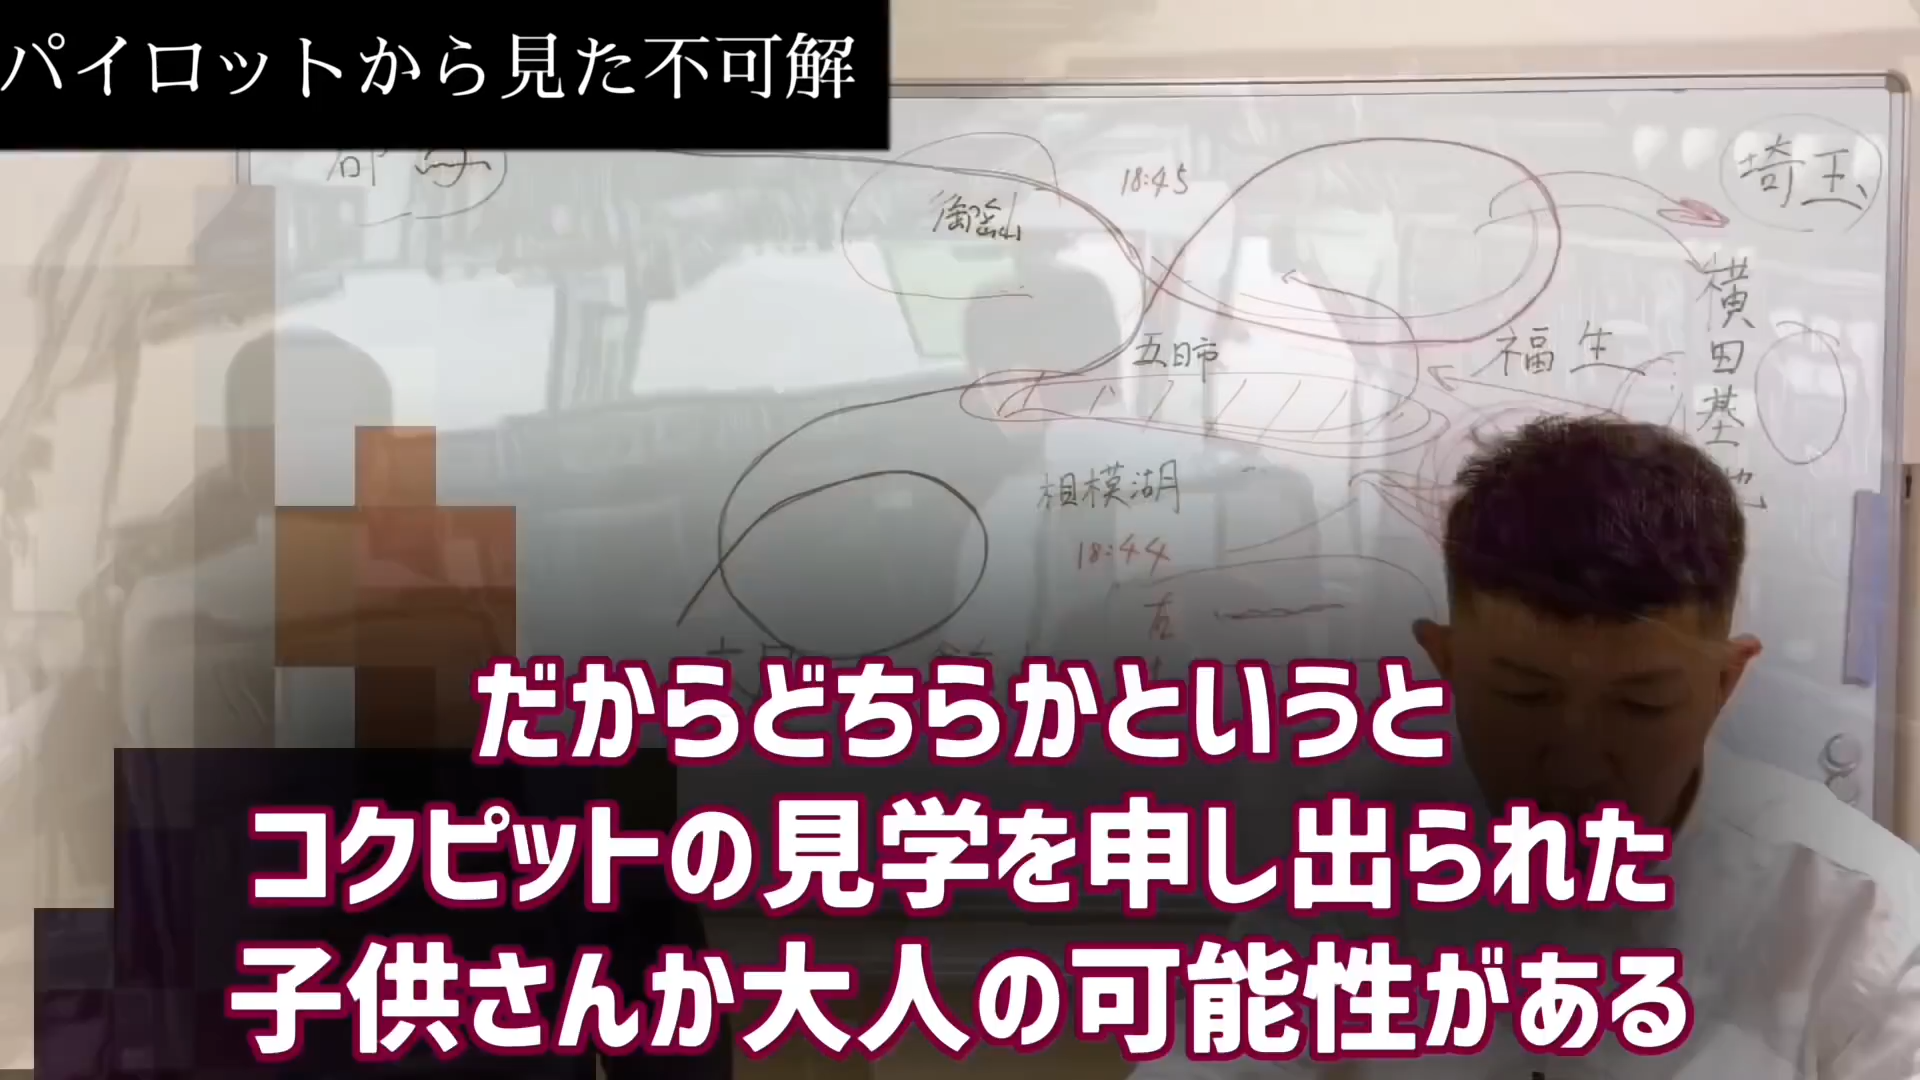 パイロットから見た不可解
18:45
埼玉
五日市
福生
横田基地
相模湖
18:44
だからどちらかというと
コクピットの見学を申し出られた
子供さんか大人の可能性がある